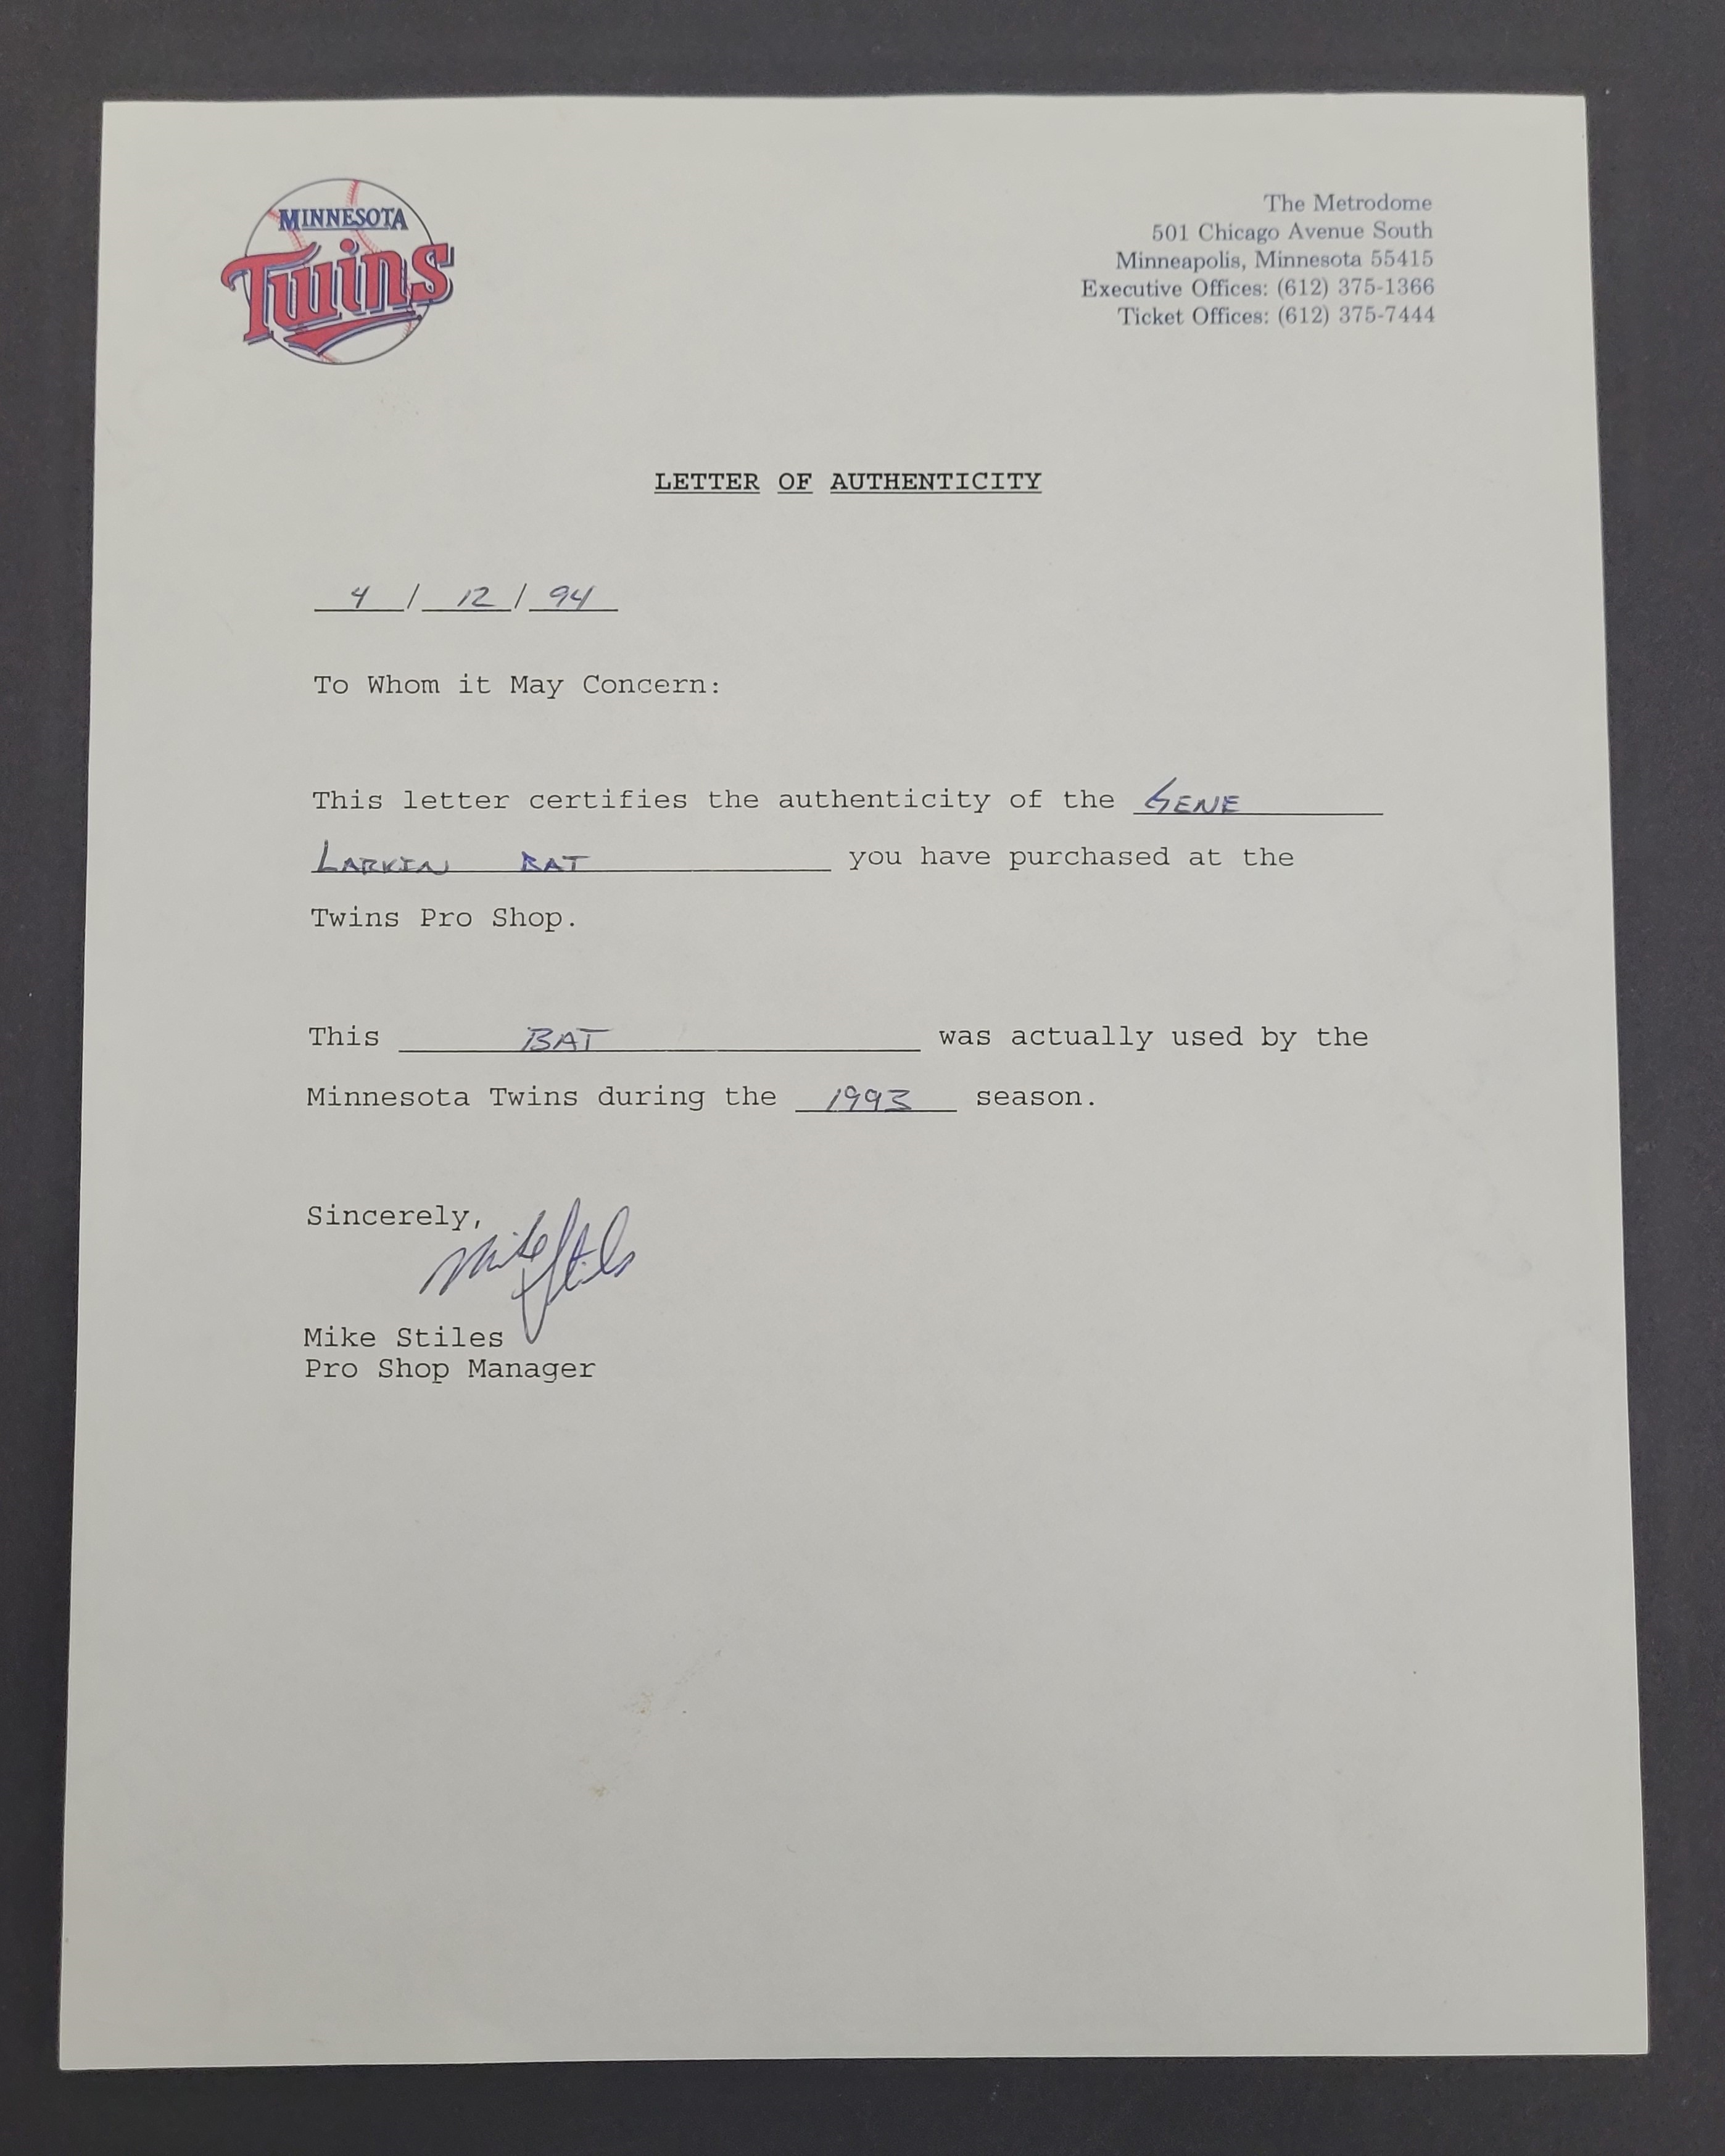 MINNESOTA
Twins
The Metrodome
501 Chicago Avenue South
Minneapolis, Minnesota 55415
Executive Offices: (612) 375-1366
Ticket Offices: (612) 375-7444
LETTER OF AUTHENTICITY
4 / 12 / 94
To Whom it May Concern:
This letter certifies the authenticity of the GENE
LARKIN BAT you have purchased at the
Twins Pro Shop.
This BAT was actually used by the
Minnesota Twins during the 1993 season.
Sincerely,
Mike Stiles
Mike Stiles
Pro Shop Manager